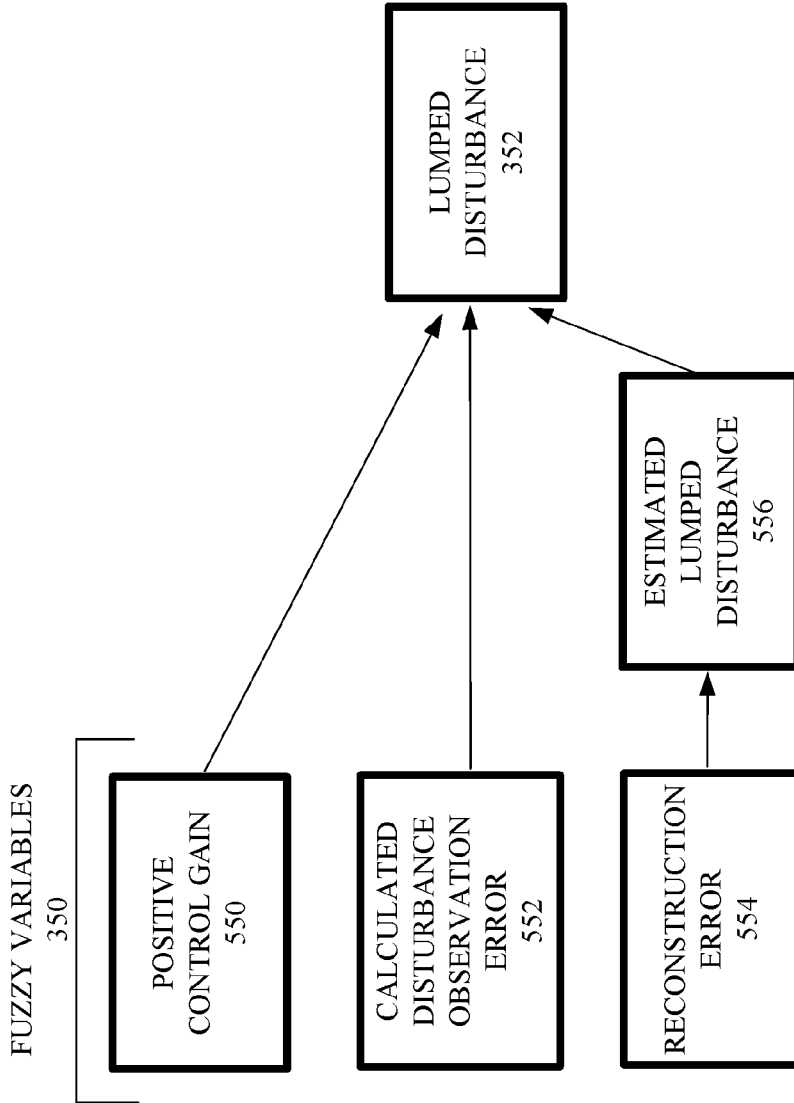 FUZZY VARIABLES
350
POSITIVE
CONTROL GAIN
550
CALCULATED
DISTURBANCE
OBSERVATION
ERROR
552
RECONSTRUCTION
ERROR
554
ESTIMATED
LUMPED
DISTURBANCE
556
LUMPED
DISTURBANCE
352